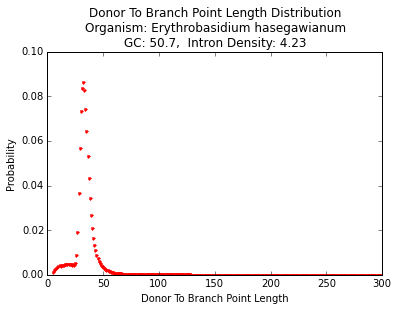 Donor To Branch Point Length Distribution
Organism: Erythrobasidium hasegawianum
GC: 50.7,  Intron Density: 4.23
0.10
0.08
0.06
0.04
0.02
0.00
Probability
0 50 100 150 200 250 300
Donor To Branch Point Length